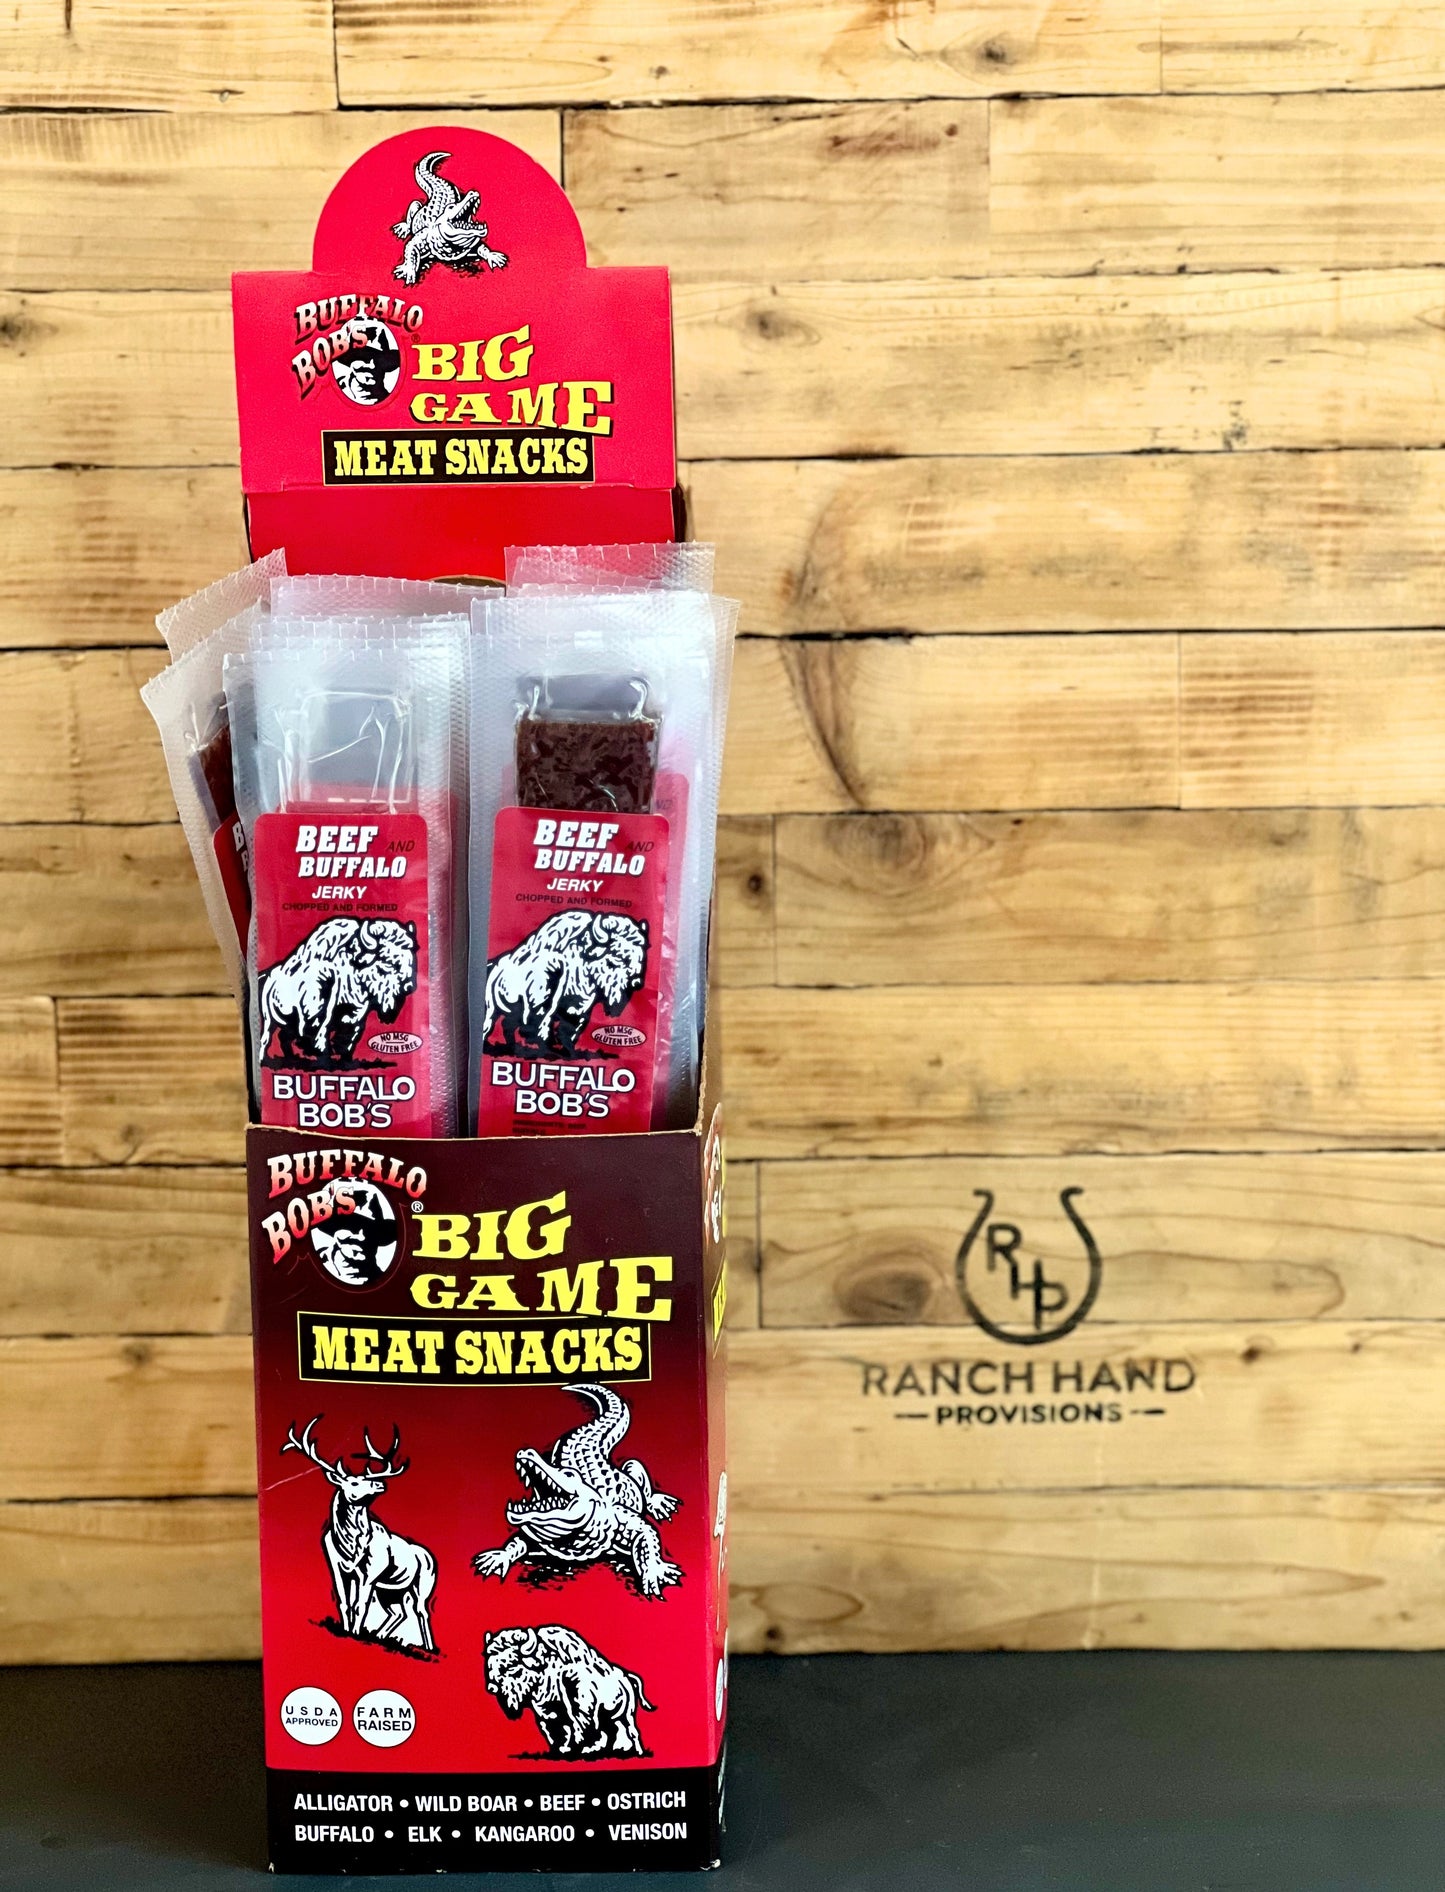 BUFFALO
BOB'S
BIG
GAME
MEAT SNACKS
BEEF AND
BUFFALO
JERKY
CHOPPED AND FORMED
NO MSG
GLUTEN FREE
BUFFALO
BOB'S
BEEF AND
BUFFALO
JERKY
CHOPPED AND FORMED
NO MSG
GLUTEN FREE
BUFFALO
BOB'S
BUFFALO
BOB'S®
BIG
GAME
MEAT SNACKS
USDA
APPROVED
FARM
RAISED
ALLIGATOR • WILD BOAR • BEEF • OSTRICH
BUFFALO • ELK • KANGAROO • VENISON
RHP
RANCH HAND
PROVISIONS